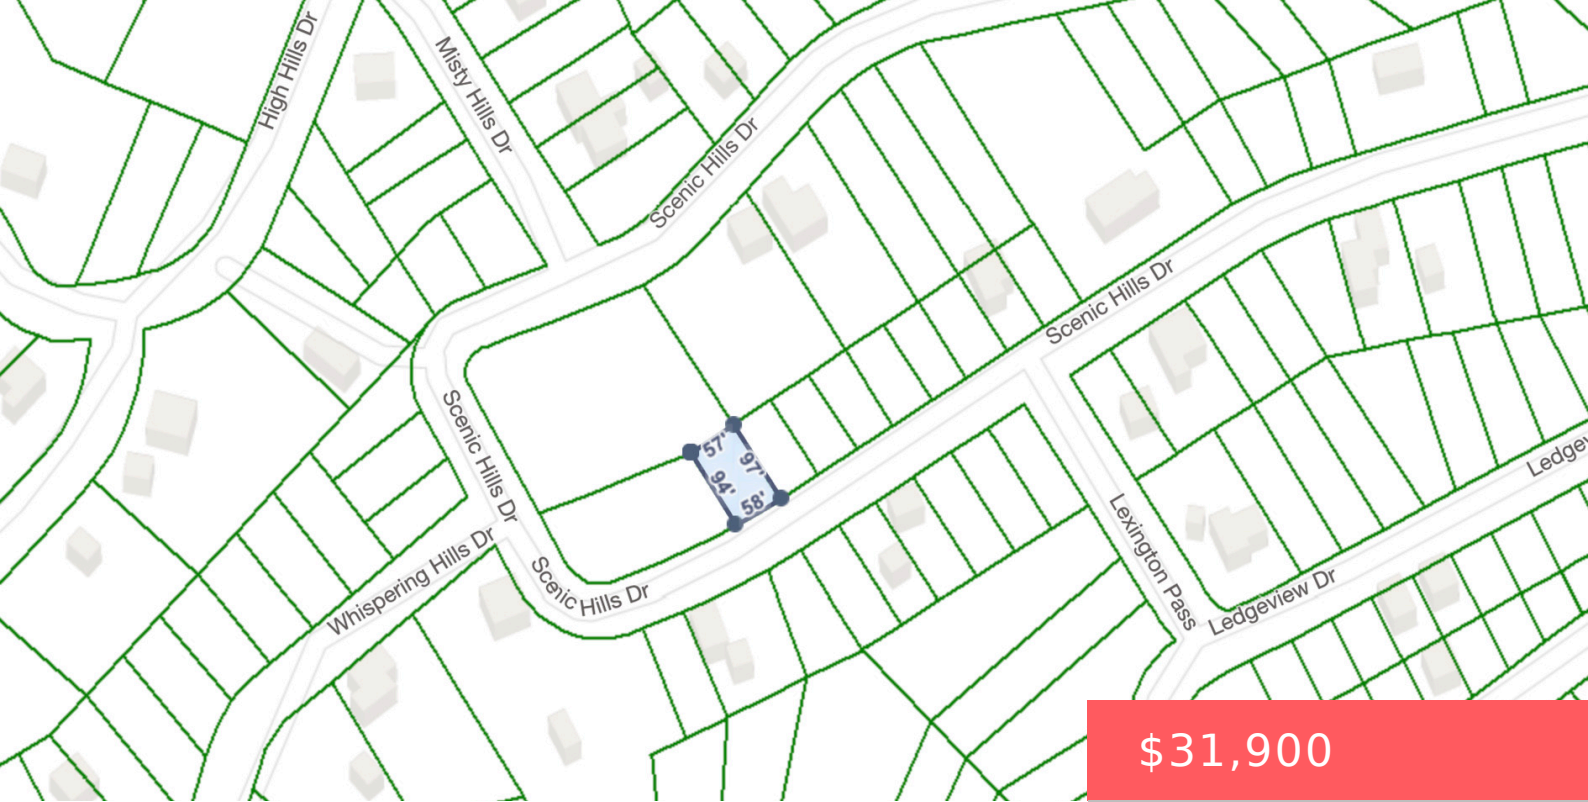 High Hills Dr
Misty Hills Dr
Scenic Hills Dr
Scenic Hills Dr
Scenic Hills Dr
Scenic Hills Dr
Whispering Hills Dr
Lexington Pass
Ledgeview Dr
Ledgev
57'
97'
94'
58'
$31,900